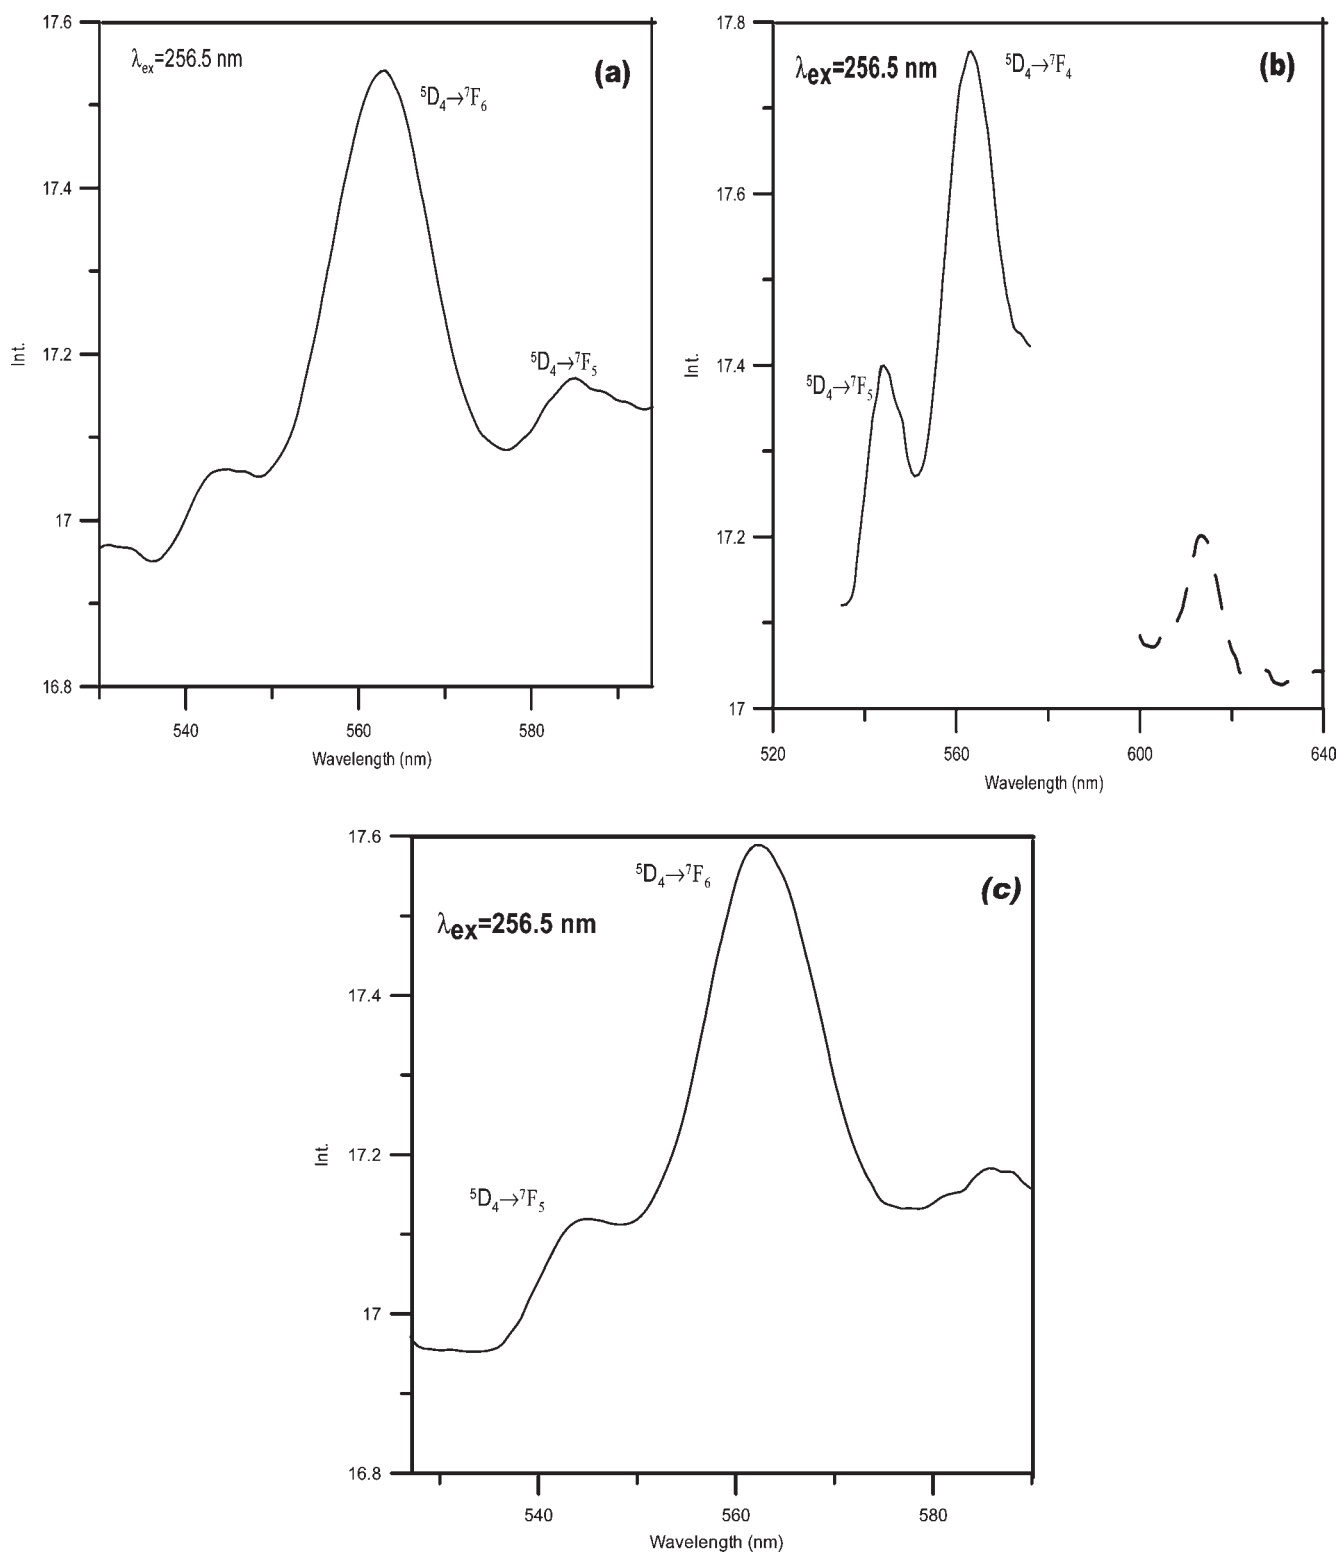 17.6
λex=256.5 nm
(a)
⁵D₄→⁷F₆
17.4
Int.
17.2
⁵D₄→⁷F₅
17
16.8
540
560
580
Wavelength (nm)
17.8
λex=256.5 nm
⁵D₄→⁷F₄
(b)
17.6
Int.
17.4
⁵D₄→⁷F₅
17.2
17
520
560
600
640
Wavelength (nm)
17.6
⁵D₄→⁷F₆
(c)
λex=256.5 nm
17.4
Int.
17.2
⁵D₄→⁷F₅
17
16.8
540
560
580
Wavelength (nm)